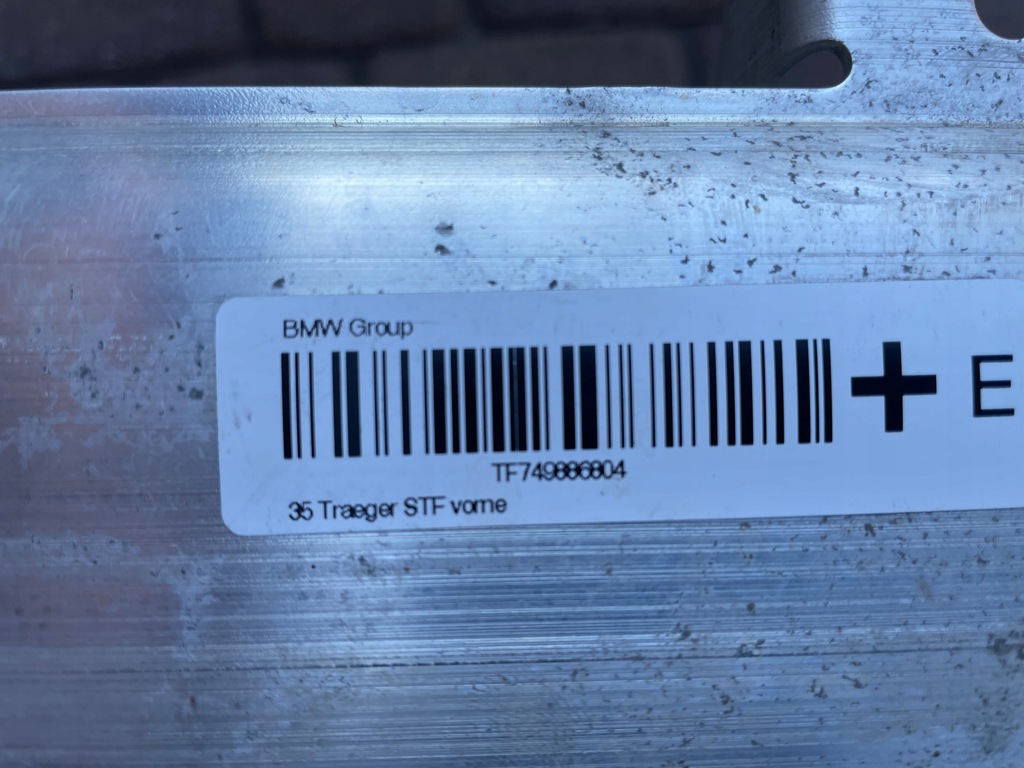 BMW Group
+ E
TF749886804
35 Traeger STF vorne